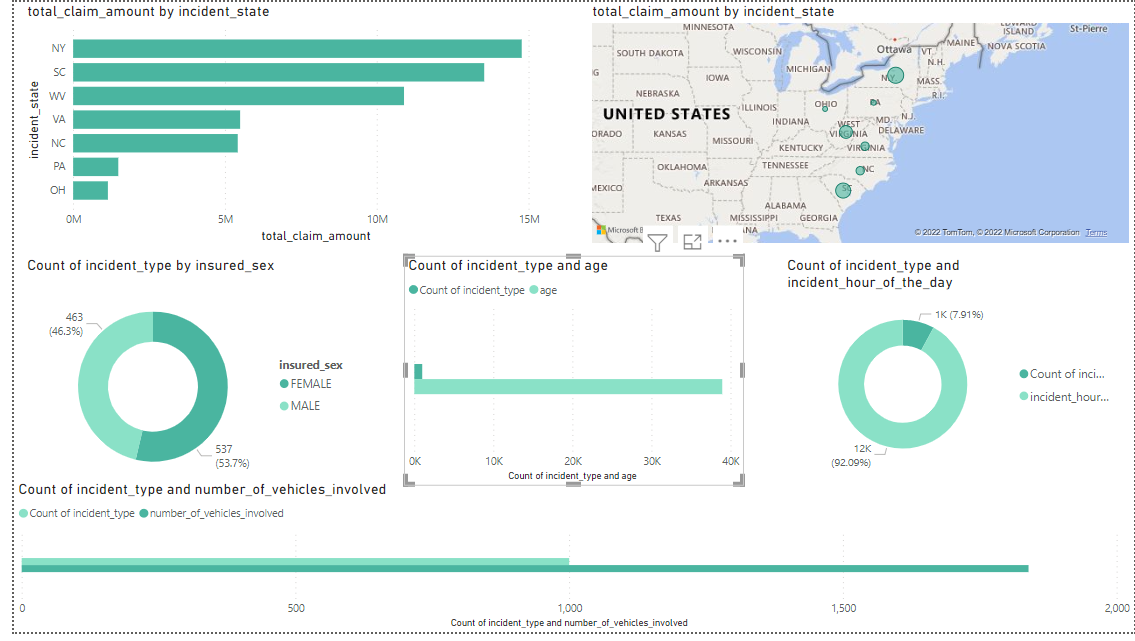 total_claim_amount by incident_state
NY
SC
WV
VA
NC
PA
OH
incident_state
0M 5M 10M 15M
total_claim_amount
total_claim_amount by incident_state
MINNESOTA
ISLAND
St-Pierre
Ottawa
MAINE
NOVA SCOTIA
SOUTH DAKOTA
WISCONSIN
VT.
N.H.
MICHIGAN
NY
MASS.
IOWA
R.I.
NEBRASKA
OHIO
PA
UNITED STATES
ILLINOIS
N.J.
INDIANA
MD.
WEST VIRGINIA
DELAWARE
ORADO
KANSAS
MISSOURI
KENTUCKY
VIRGINIA
OKLAHOMA
TENNESSEE
NC
MEXICO
ARKANSAS
SC
ALABAMA
TEXAS
MISSISSIPPI
GEORGIA
Microsoft
© 2022 TomTom, © 2022 Microsoft Corporation Terms
Count of incident_type by insured_sex
463
(46.3%)
537
(53.7%)
insured_sex
FEMALE
MALE
Count of incident_type and age
Count of incident_type age
0K 10K 20K 30K 40K
Count of incident_type and age
Count of incident_type and
incident_hour_of_the_day
1K (7.91%)
12K
(92.09%)
Count of inci...
incident_hour...
Count of incident_type and number_of_vehicles_involved
Count of incident_type number_of_vehicles_involved
0 500 1,000 1,500 2,000
Count of incident_type and number_of_vehicles_involved